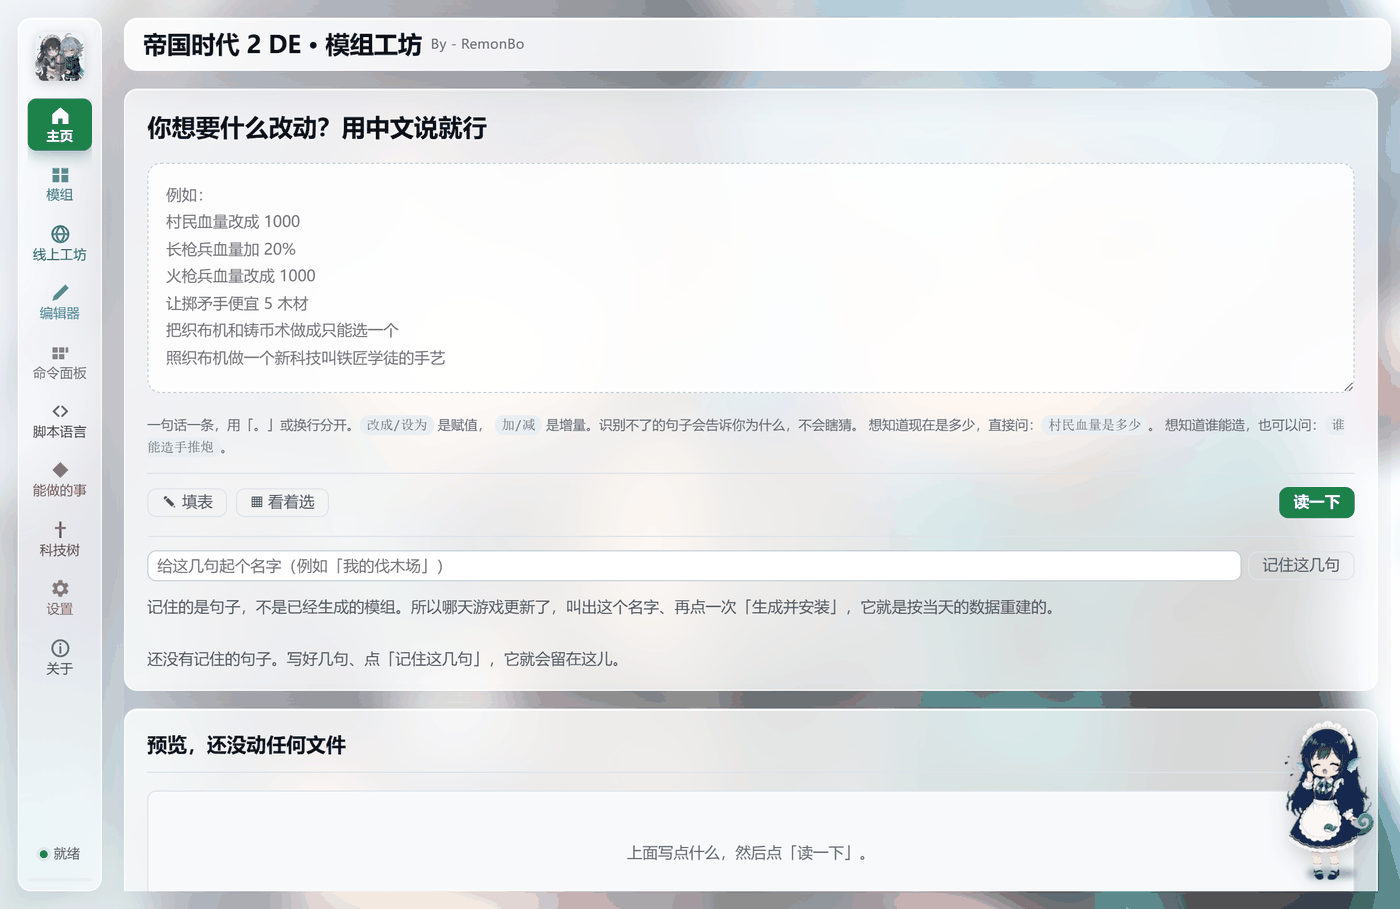 帝国时代 2 DE • 模组工坊 By - RemonBo
主页
模组
线上工坊
编辑器
命令面板
脚本语言
能做的事
科技树
设置
关于
就绪
你想要什么改动？用中文说就行
例如：
村民血量改成 1000
长枪兵血量加 20%
火枪兵血量改成 1000
让掷矛手便宜 5 木材
把织布机和铸币术做成只能选一个
照织布机做一个新科技叫铁匠学徒的手艺
一句话一条，用「。」或换行分开。 改成/设为 是赋值， 加/减 是增量。识别不了的句子会告诉你为什么，不会瞎猜。 想知道现在是多少，直接问： 村民血量是多少 。 想知道谁能造，也可以问： 谁
能造手推炮 。
填表
看着选
读一下
给这几句起个名字（例如「我的伐木场」）
记住这几句
记住的是句子，不是已经生成的模组。所以哪天游戏更新了，叫出这个名字、再点一次「生成并安装」，它就是按当天的数据重建的。
还没有记住的句子。写好几句、点「记住这几句」，它就会留在这儿。
预览，还没动任何文件
上面写点什么，然后点「读一下」。